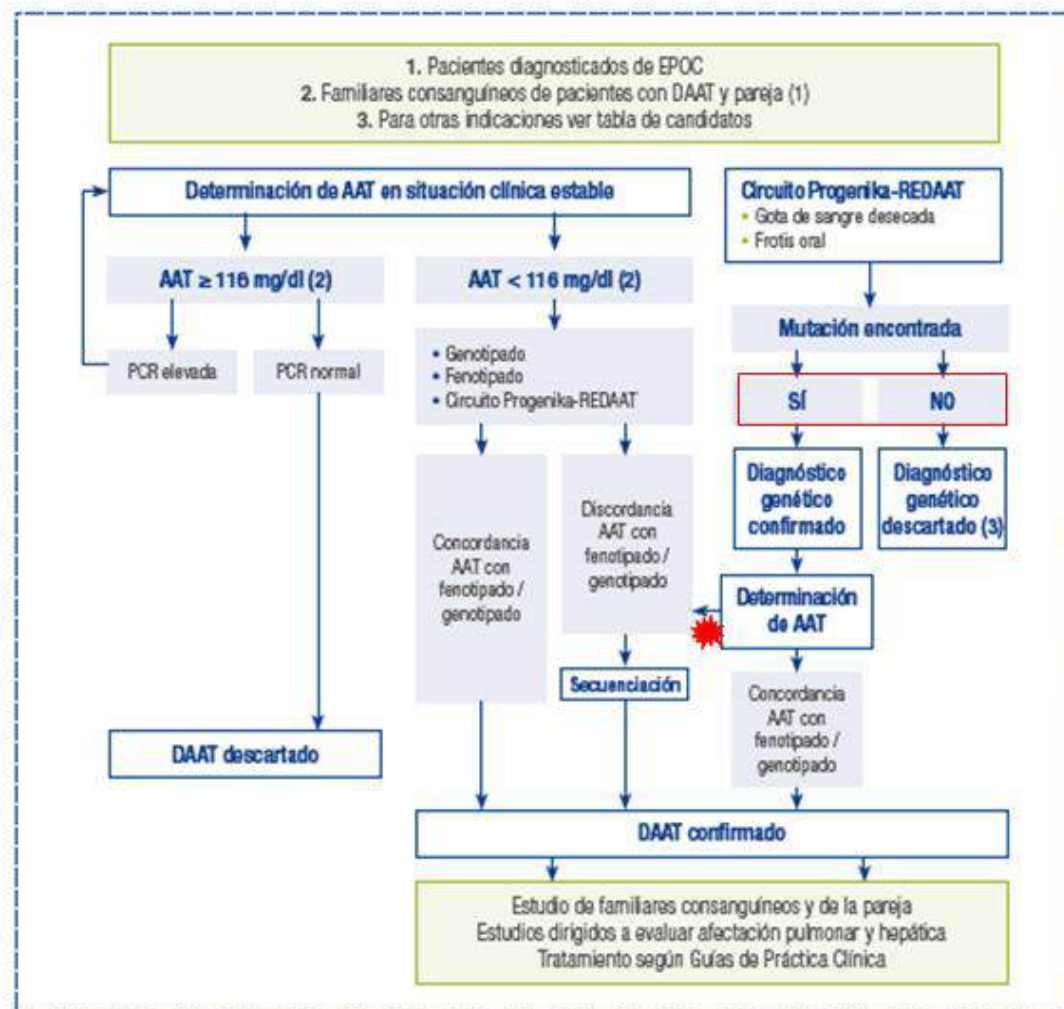 1. Pacientes diagnosticados de EPOC
2. Familiares consanguíneos de pacientes con DAAT y pareja (1)
3. Para otras indicaciones ver tabla de candidatos
Determinación de AAT en situación clínica estable
AAT ≥ 116 mg/dl (2)
PCR elevada
PCR normal
DAAT descartado
AAT < 116 mg/dl (2)
• Genotipado
• Fenotipado
• Circuito Progenika-REDAAT
Concordancia
AAT con
fenotipado /
genotipado
Discordancia
AAT con
fenotipado /
genotipado
Secuenciación
Circuito Progenika-REDAAT
• Gota de sangre desecada
• Frotis oral
Mutación encontrada
SÍ
NO
Diagnóstico
genético
confirmado
Diagnóstico
genético
descartado (3)
Determinación
de AAT
Concordancia
AAT con
fenotipado /
genotipado
DAAT confirmado
Estudio de familiares consanguíneos y de la pareja
Estudios dirigidos a evaluar afectación pulmonar y hepática
Tratamiento según Guías de Práctica Clínica